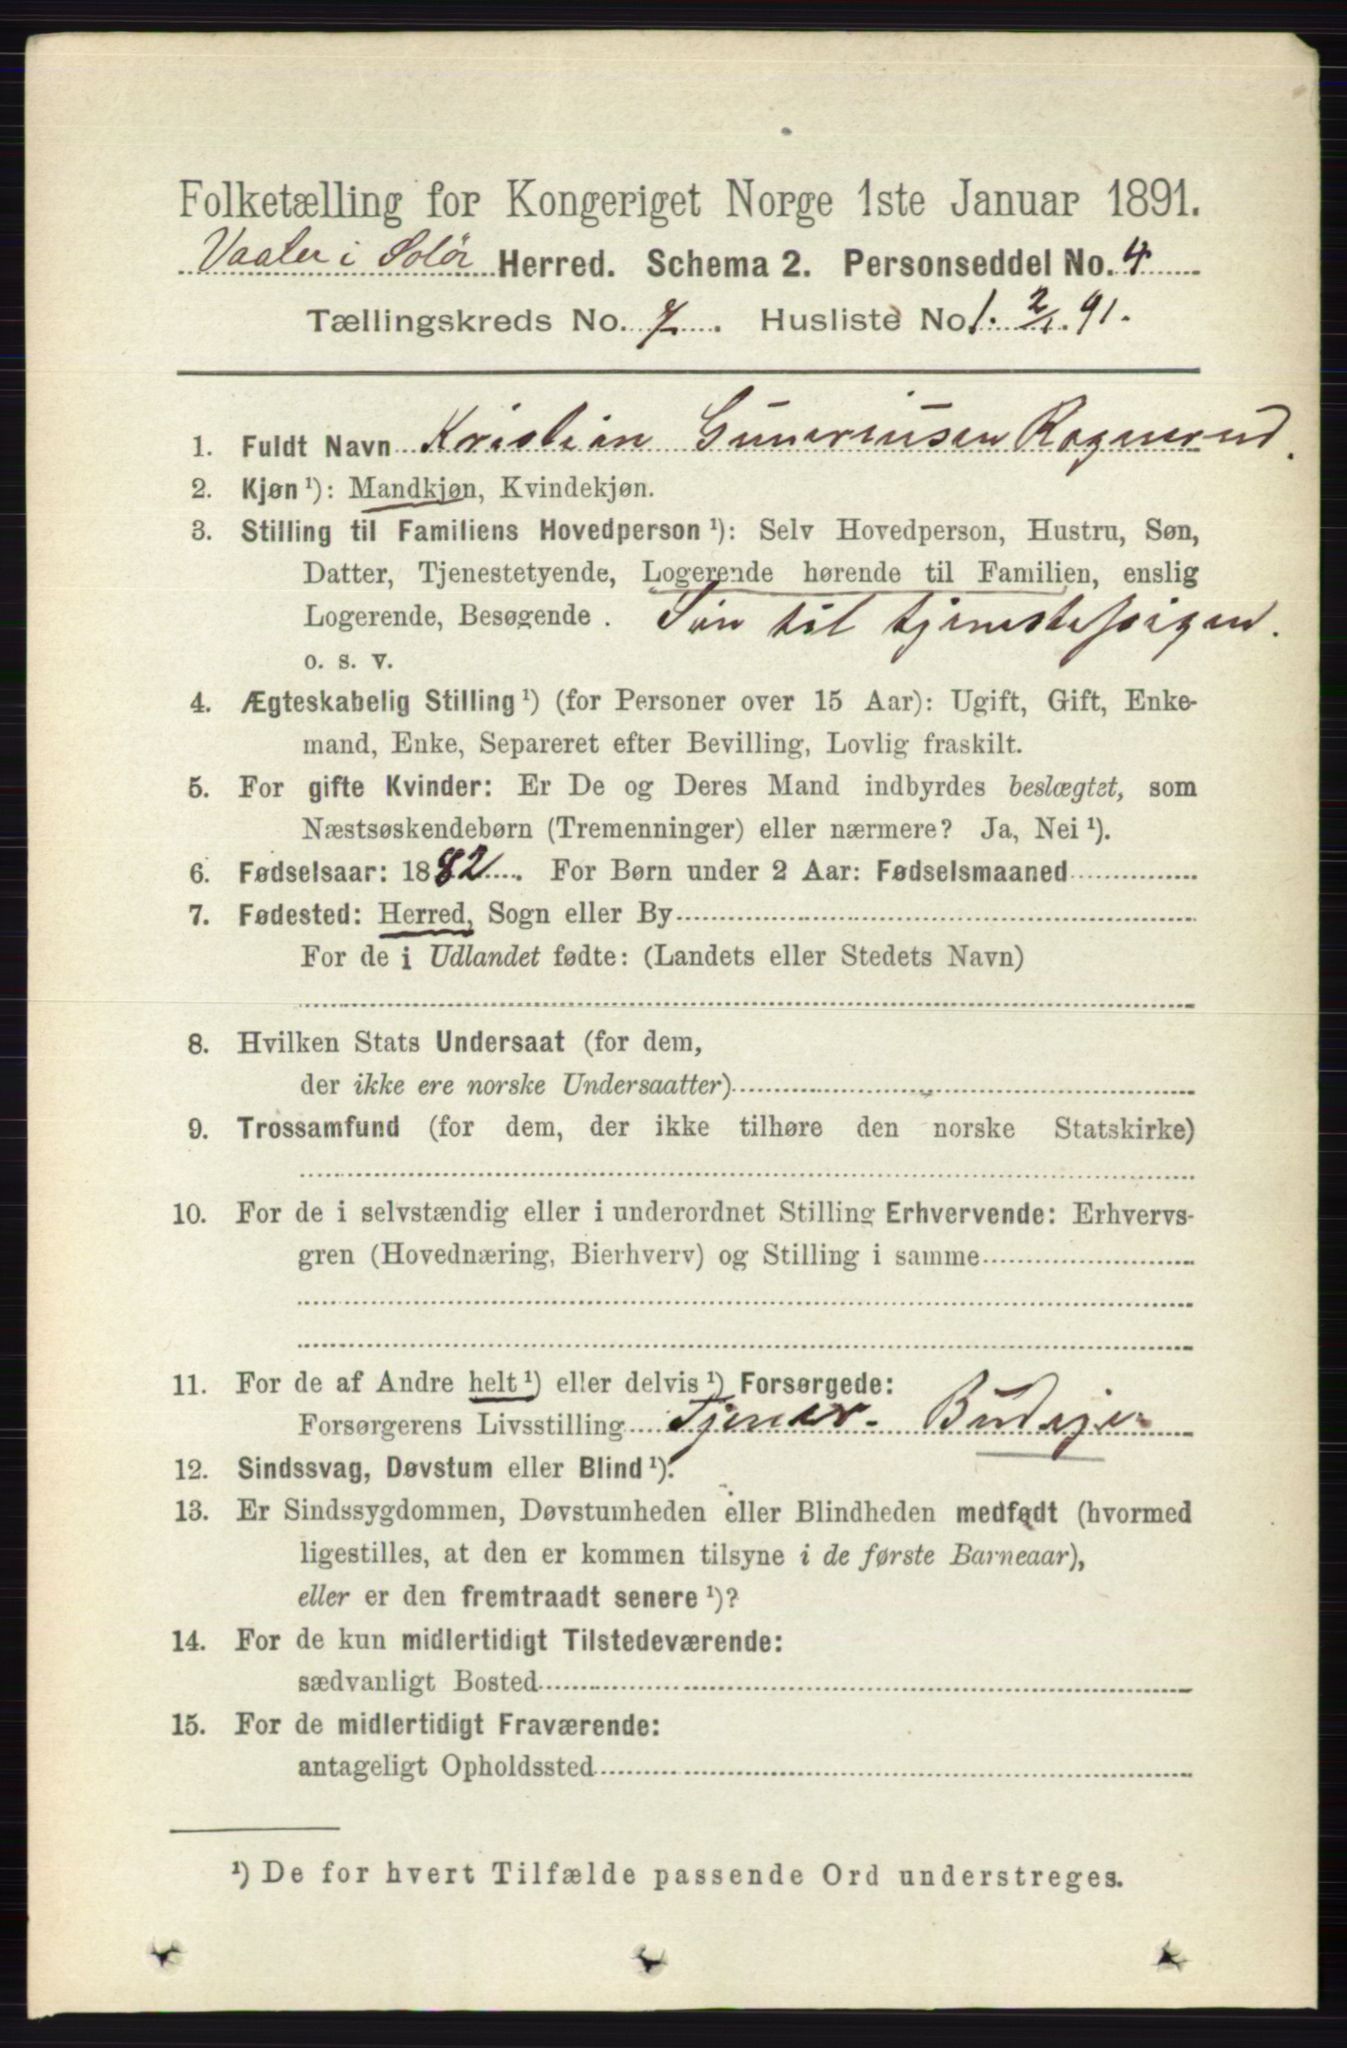 Folketælling for Kongeriget Norge 1ste Januar 1891.
Vaaler i Solør Herred. Schema 2. Personseddel No. 4
Tællingskreds No. 7. Husliste No 1. 2/1. 91.
1. Fuldt Navn Kristian Gunerius​en Rognerud.
2. Kjøn ¹): Mandkjøn, Kvindekjøn.
3. Stilling til Familiens Hovedperson ¹): Selv Hovedperson, Hustru, Søn,
Datter, Tjenestetyende, Logerende hørende til Familien, enslig
Logerende, Besøgende . Søn til tjenestepigen.
o. s. v.
4. Ægteskabelig Stilling ¹) (for Personer over 15 Aar): Ugift, Gift, Enke-
mand, Enke, Separeret efter Bevilling, Lovlig fraskilt.
5. For gifte Kvinder: Er De og Deres Mand indbyrdes beslægtet, som
Næstsøskendebørn (Tremenninger) eller nærmere? Ja, Nei ¹).
6. Fødselsaar: 1882. For Børn under 2 Aar: Fødselsmaaned
7. Fødested: Herred, Sogn eller By
For de i Udlandet fødte: (Landets eller Stedets Navn)
8. Hvilken Stats Undersaat (for dem,
der ikke ere norske Undersaatter)
9. Trossamfund (for dem, der ikke tilhøre den norske Statskirke)
10. For de i selvstændig eller i underordnet Stilling Erhvervende: Erhvervs-
gren (Hovednæring, Bierhverv) og Stilling i samme
11. For de af Andre helt ¹) eller delvis ¹) Forsørgede:
Forsørgerens Livsstilling Tjener. Budeje
12. Sindssvag, Døvstum eller Blind ¹).
13. Er Sindssygdommen, Døvstumheden eller Blindheden medfødt (hvormed
ligestilles, at den er kommen tilsyne i de første Barneaar),
eller er den fremtraadt senere ¹)?
14. For de kun midlertidigt Tilstedeværende:
sædvanligt Bosted
15. For de midlertidigt Fraværende:
antageligt Opholdssted
¹) De for hvert Tilfælde passende Ord understreges.